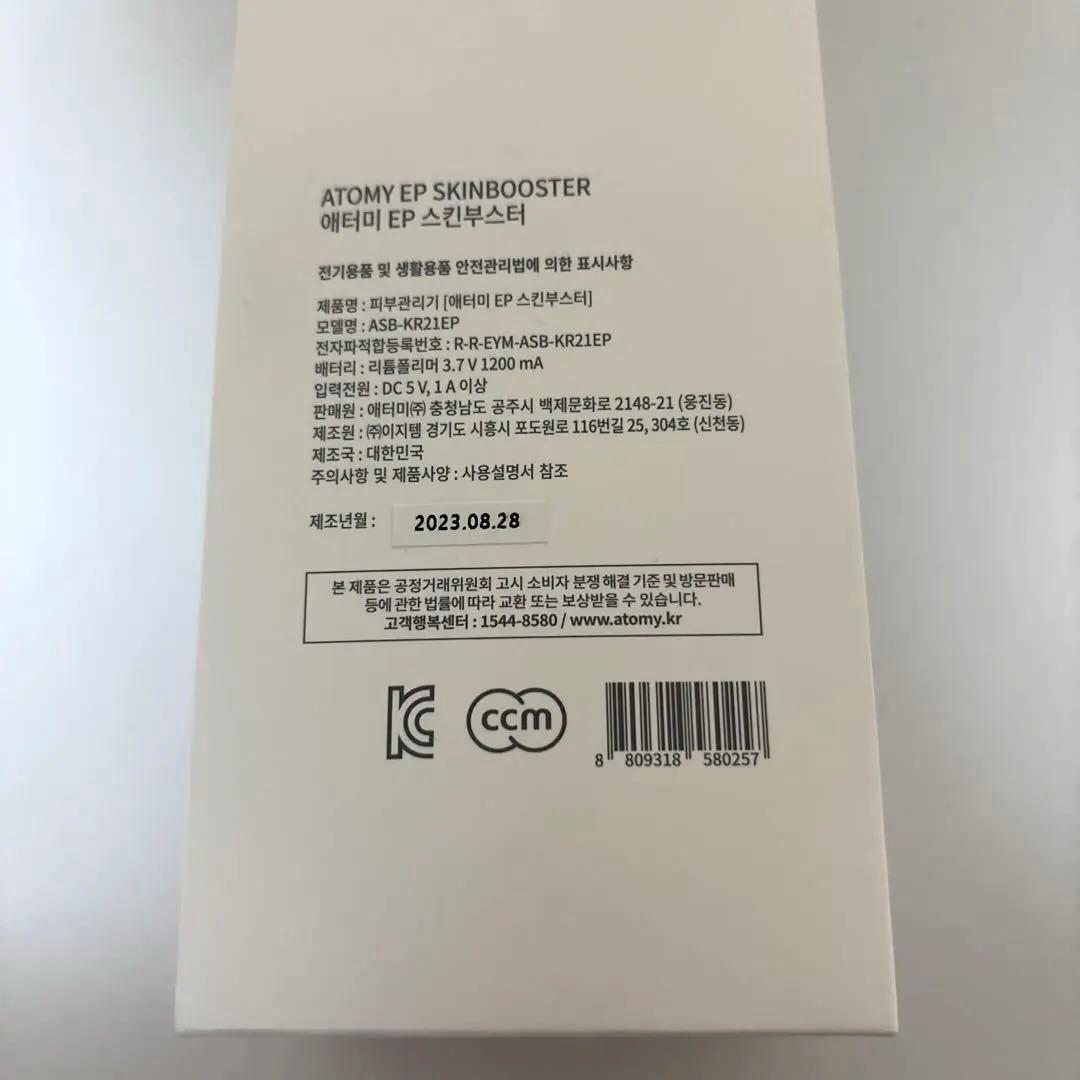 ATOMY EP SKINBOOSTER
애터미 EP 스킨부스터
전기용품 및 생활용품 안전관리법에 의한 표시사항
제품명 : 피부관리기 [애터미 EP 스킨부스터]
모델명 : ASB-KR21EP
전자파적합등록번호 : R-R-EYM-ASB-KR21EP
배터리 : 리튬폴리머 3.7 V 1200 mA
입력전원 : DC 5 V, 1 A 이상
판매원 : 애터미㈜ 충청남도 공주시 백제문화로 2148-21 (웅진동)
제조원 : ㈜이지템 경기도 시흥시 포도원로 116번길 25, 304호 (신천동)
제조국 : 대한민국
주의사항 및 제품사양 : 사용설명서 참조
제조년월 : 2023.08.28
본 제품은 공정거래위원회 고시 소비자 분쟁 해결 기준 및 방문판매
등에 관한 법률에 따라 교환 또는 보상받을 수 있습니다.
고객행복센터 : 1544-8580 / www.atomy.kr
KC ccm
8 809318 580257